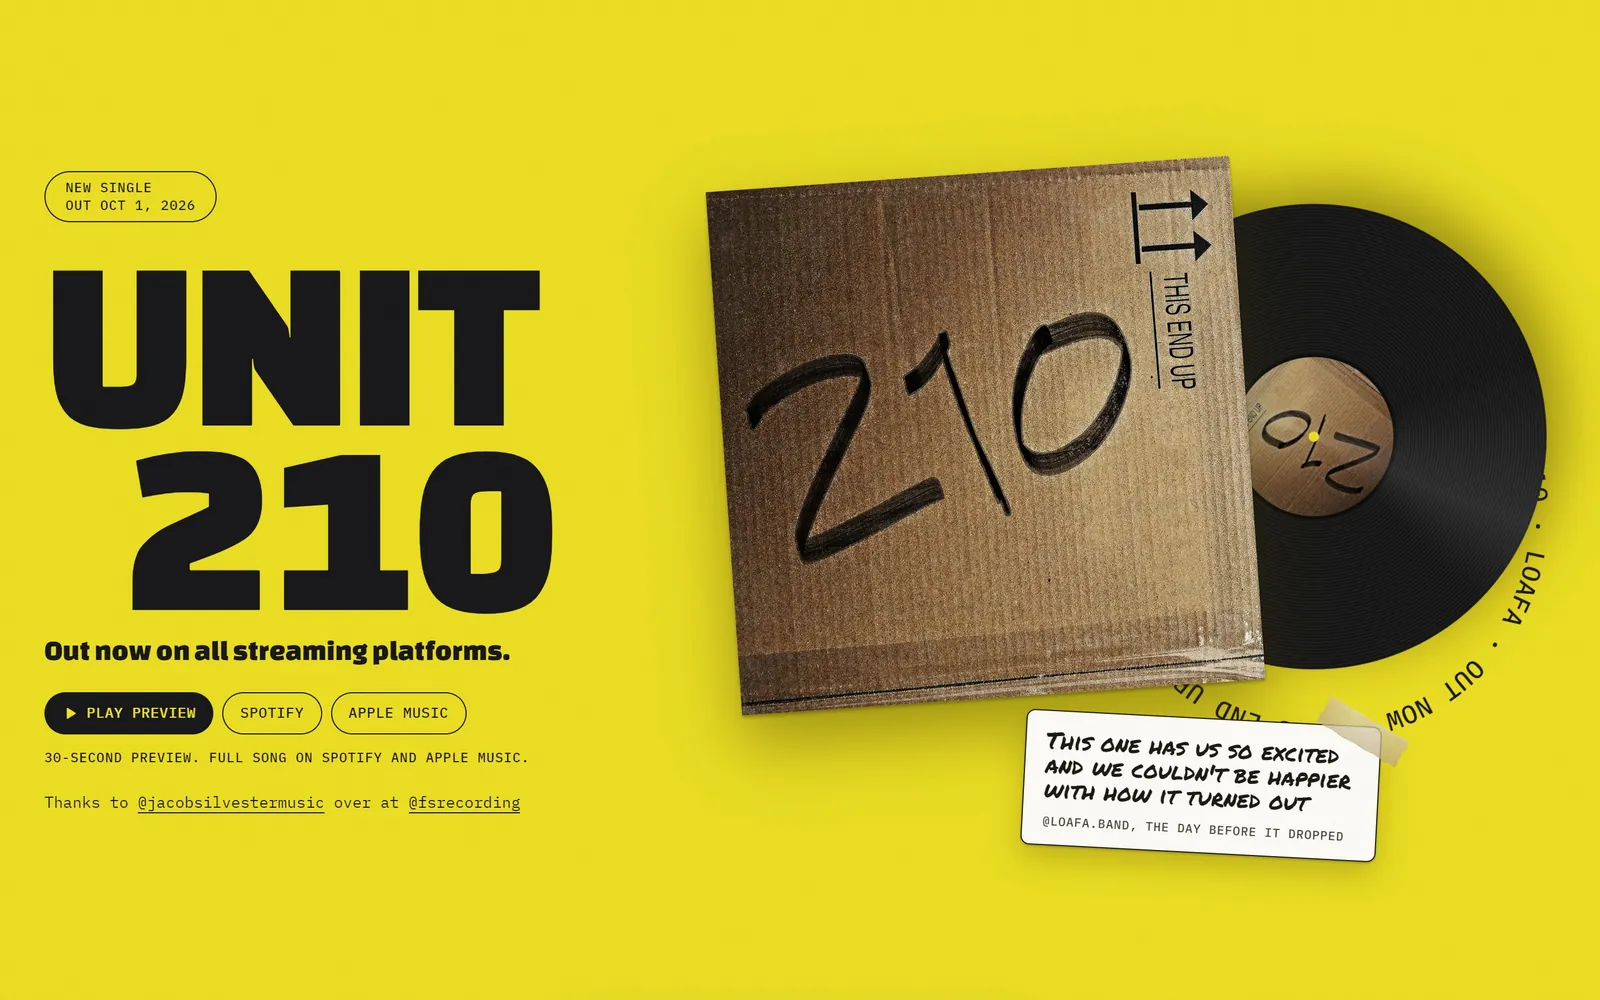 NEW SINGLE
OUT OCT 1, 2026
UNIT
210
Out now on all streaming platforms.
PLAY PREVIEW
SPOTIFY
APPLE MUSIC
30-SECOND PREVIEW. FULL SONG ON SPOTIFY AND APPLE MUSIC.
Thanks to @jacobsilvestermusic over at @fsrecording
THIS END UP
210
210
· LOAFA · OUT NOW
END UP
THIS ONE HAS US SO EXCITED
AND WE COULDN'T BE HAPPIER
WITH HOW IT TURNED OUT
@LOAFA.BAND, THE DAY BEFORE IT DROPPED